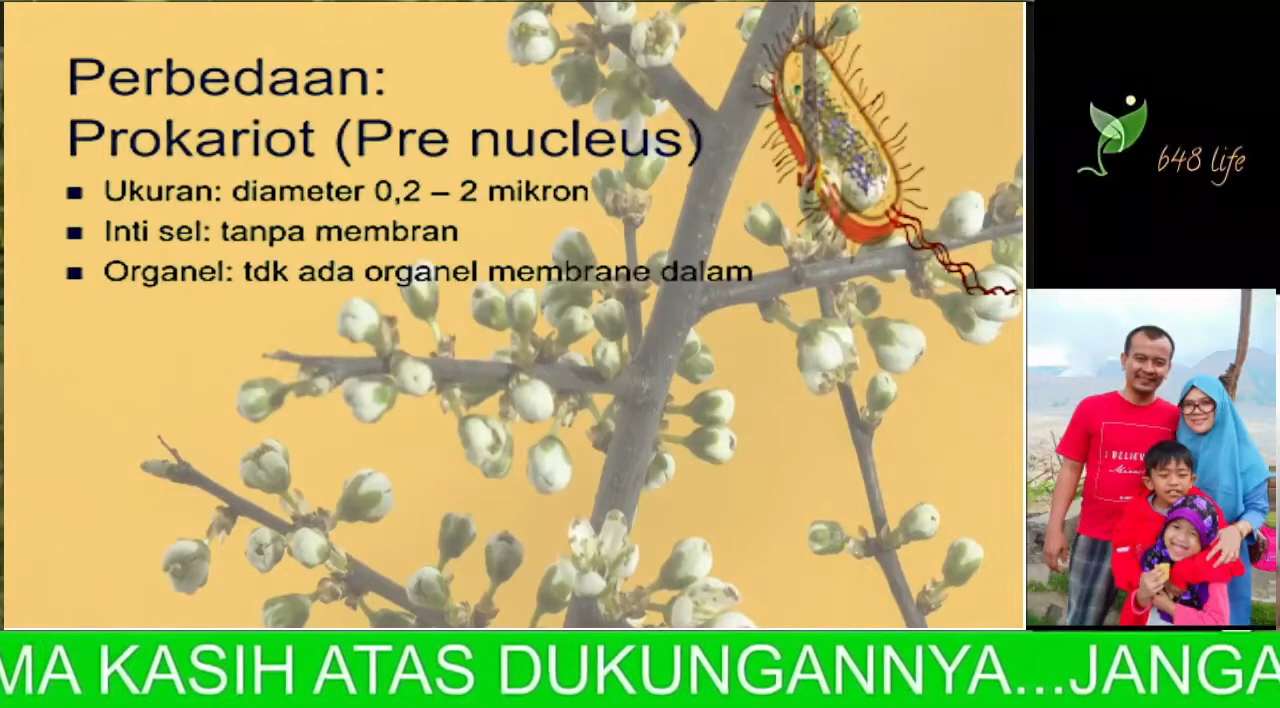 Perbedaan:
Prokariot (Pre nucleus)
Ukuran: diameter 0,2 – 2 mikron
Inti sel: tanpa membran
Organel: tdk ada organel membrane dalam
648 life
I BELIEV
MA KASIH ATAS DUKUNGANNYA...JANGA